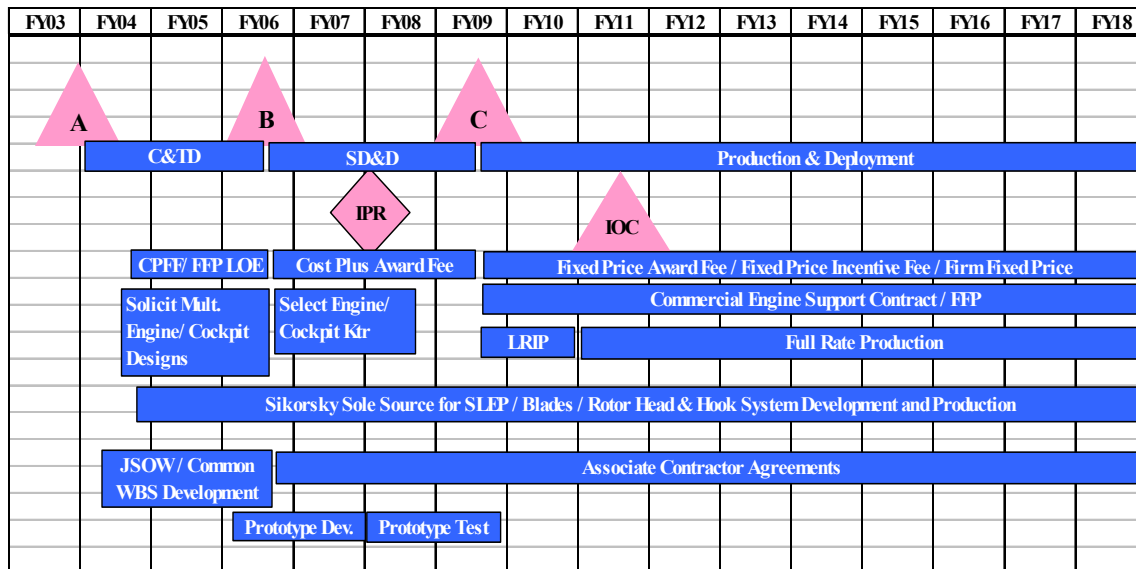 FY03 FY04 FY05 FY06 FY07 FY08 FY09 FY10 FY11 FY12 FY13 FY14 FY15 FY16 FY17 FY18
A B C
C&TD SD&D Production & Deployment
IPR IOC
CPFF/ FFP LOE Cost Plus Award Fee Fixed Price Award Fee / Fixed Price Incentive Fee / Firm Fixed Price
Solicit Mult.
Engine/ Cockpit
Designs
Select Engine/
Cockpit Ktr
Commercial Engine Support Contract / FFP
LRIP Full Rate Production
Sikorsky Sole Source for SLEP / Blades / Rotor Head & Hook System Development and Production
JSOW / Common
WBS Development
Associate Contractor Agreements
Prototype Dev. Prototype Test